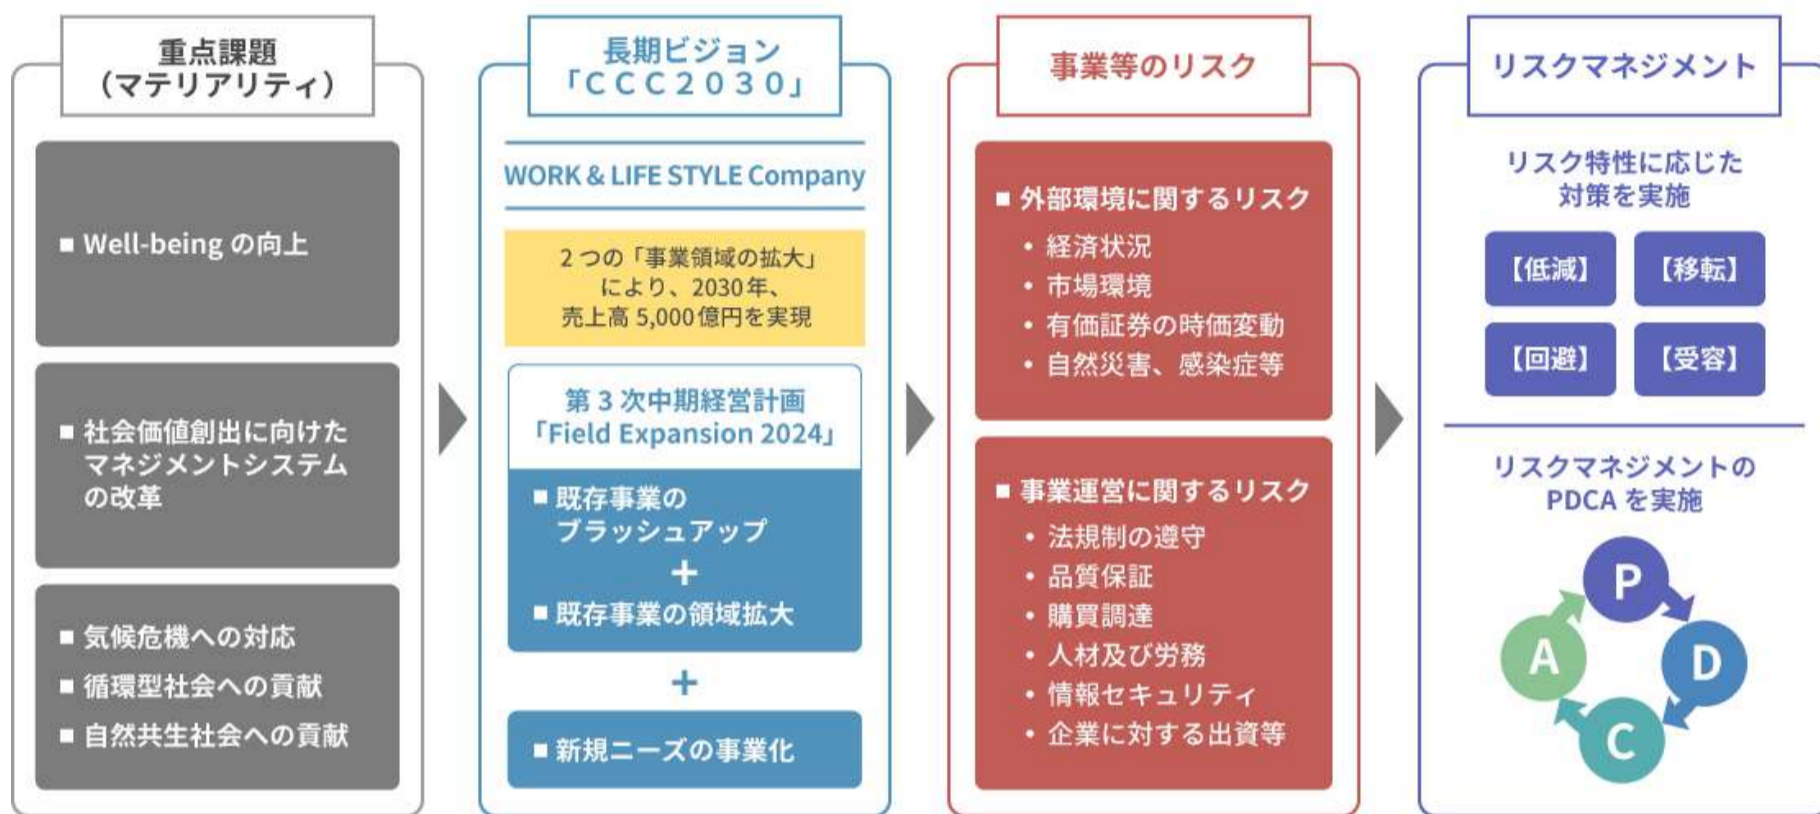 重点課題
（マテリアリティ）
■ Well-being の向上
■ 社会価値創出に向けた
マネジメントシステム
の改革
■ 気候危機への対応
■ 循環型社会への貢献
■ 自然共生社会への貢献
長期ビジョン
「ＣＣＣ２０３０」
WORK & LIFE STYLE Company
2 つの「事業領域の拡大」
により、2030年、
売上高 5,000億円を実現
第 3 次中期経営計画
「Field Expansion 2024」
■ 既存事業の
ブラッシュアップ
+
■ 既存事業の領域拡大
+
■ 新規ニーズの事業化
事業等のリスク
■ 外部環境に関するリスク
・ 経済状況
・ 市場環境
・ 有価証券の時価変動
・ 自然災害、感染症等
■ 事業運営に関するリスク
・ 法規制の遵守
・ 品質保証
・ 購買調達
・ 人材及び労務
・ 情報セキュリティ
・ 企業に対する出資等
リスクマネジメント
リスク特性に応じた
対策を実施
【低減】 【移転】
【回避】 【受容】
リスクマネジメントの
PDCA を実施
P
D
C
A